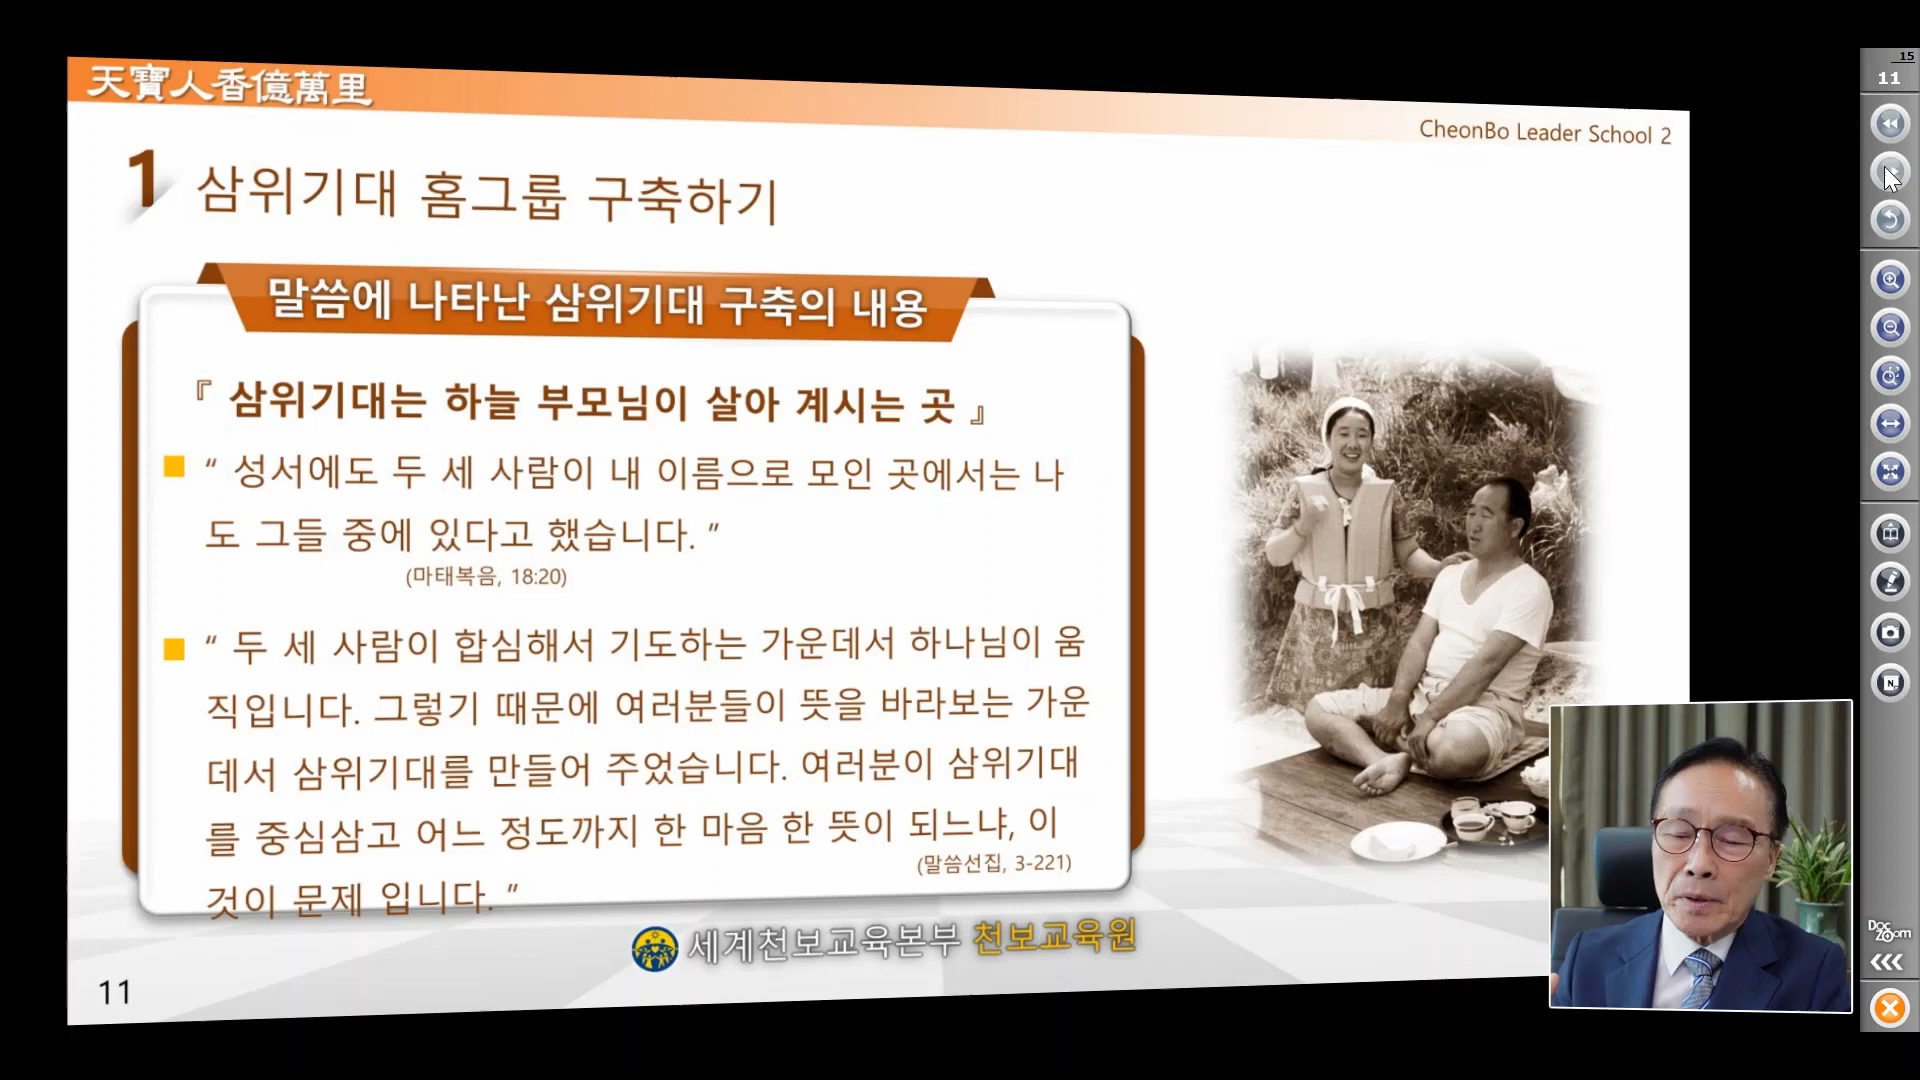 天寶人香億萬里
CheonBo Leader School 2
1 삼위기대 홈그룹 구축하기
말씀에 나타난 삼위기대 구축의 내용
『 삼위기대는 하늘 부모님이 살아 계시는 곳 』
“ 성서에도 두 세 사람이 내 이름으로 모인 곳에서는 나
도 그들 중에 있다고 했습니다. ”
(마태복음, 18:20)
“ 두 세 사람이 합심해서 기도하는 가운데서 하나님이 움
직입니다. 그렇기 때문에 여러분들이 뜻을 바라보는 가운
데서 삼위기대를 만들어 주었습니다. 여러분이 삼위기대
를 중심삼고 어느 정도까지 한 마음 한 뜻이 되느냐, 이
(말씀선집, 3-221)
것이 문제 입니다. ”
세계천보교육본부 천보교육원
11
15
11
N
Doc
Zoom